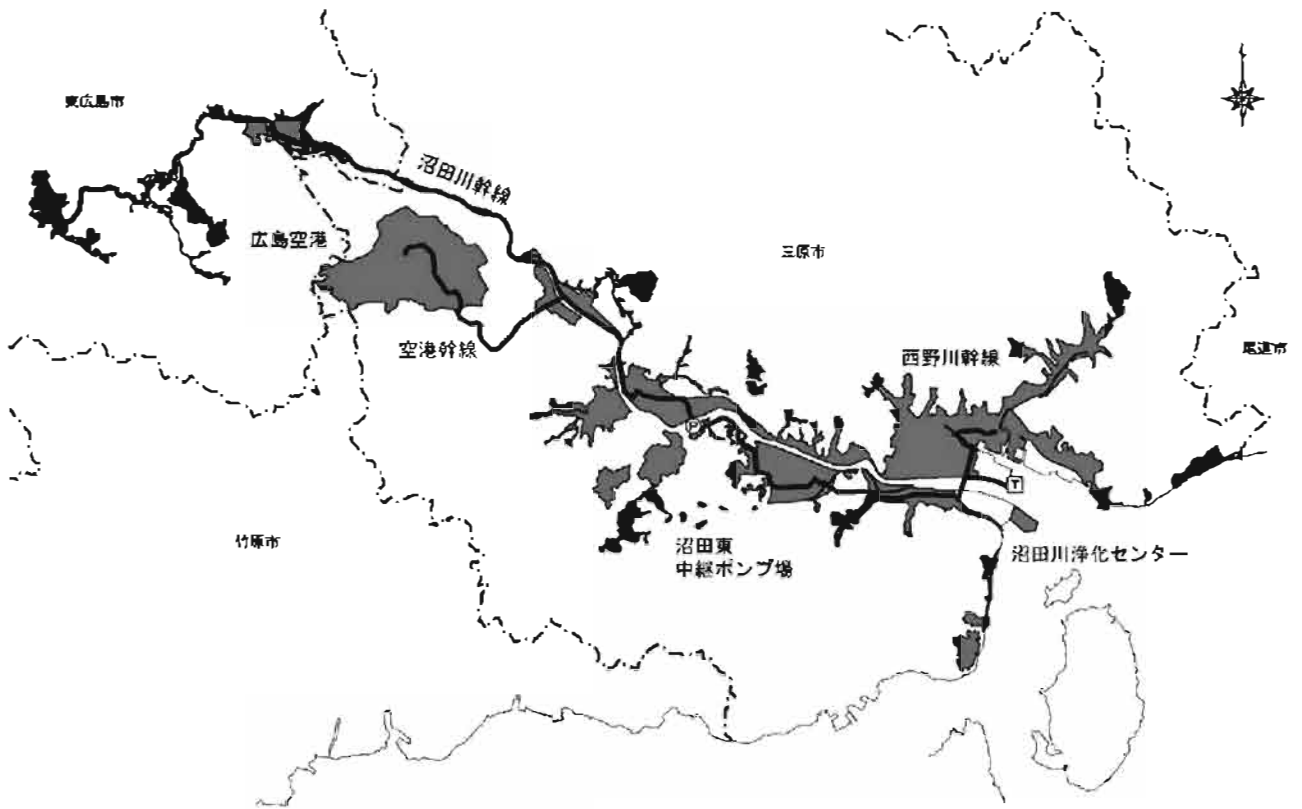 東広島市
沼田川幹線
広島空港
三原市
空港幹線
西野川幹線
尾道市
P
T
竹原市
沼田東
中継ポンプ場
沼田川浄化センター